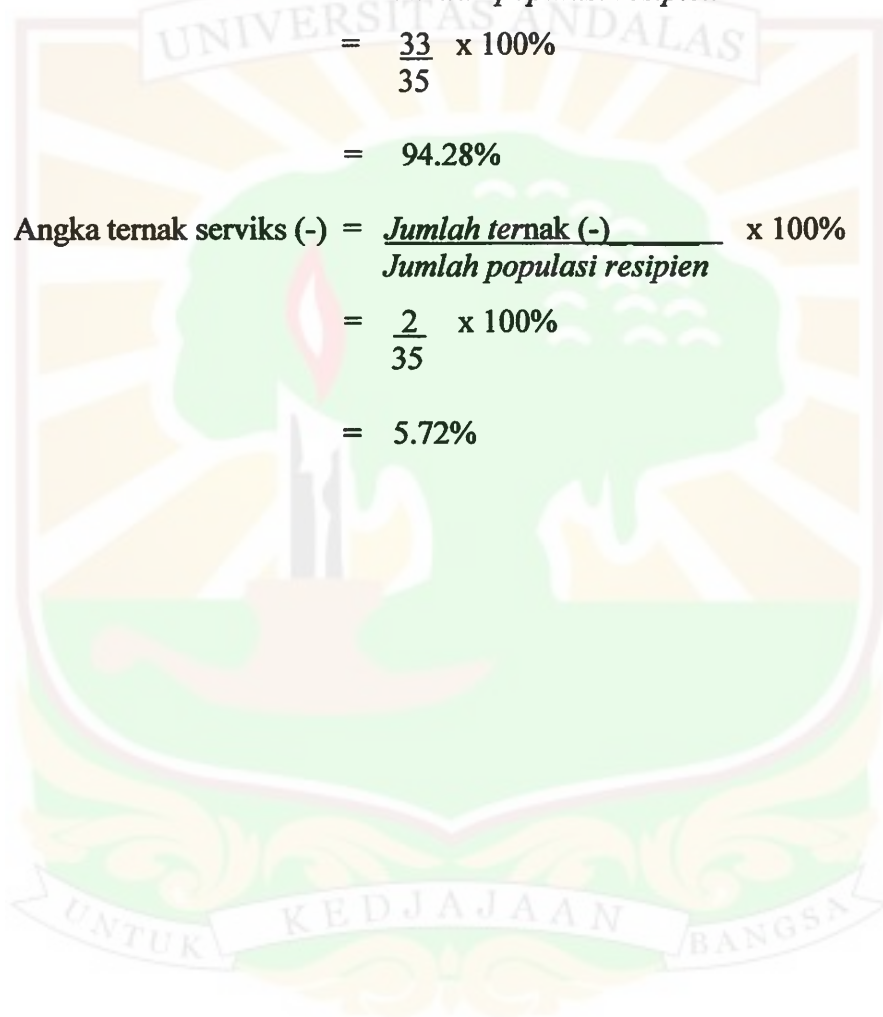 UNIVERSITAS ANDALAS
= 33 x 100%
35
= 94.28%
Angka ternak serviks (-) = Jumlah ternak (-) x 100%
Jumlah populasi resipien
= 2 x 100%
35
= 5.72%
UNTUK KEDJAJAAN BANGSA